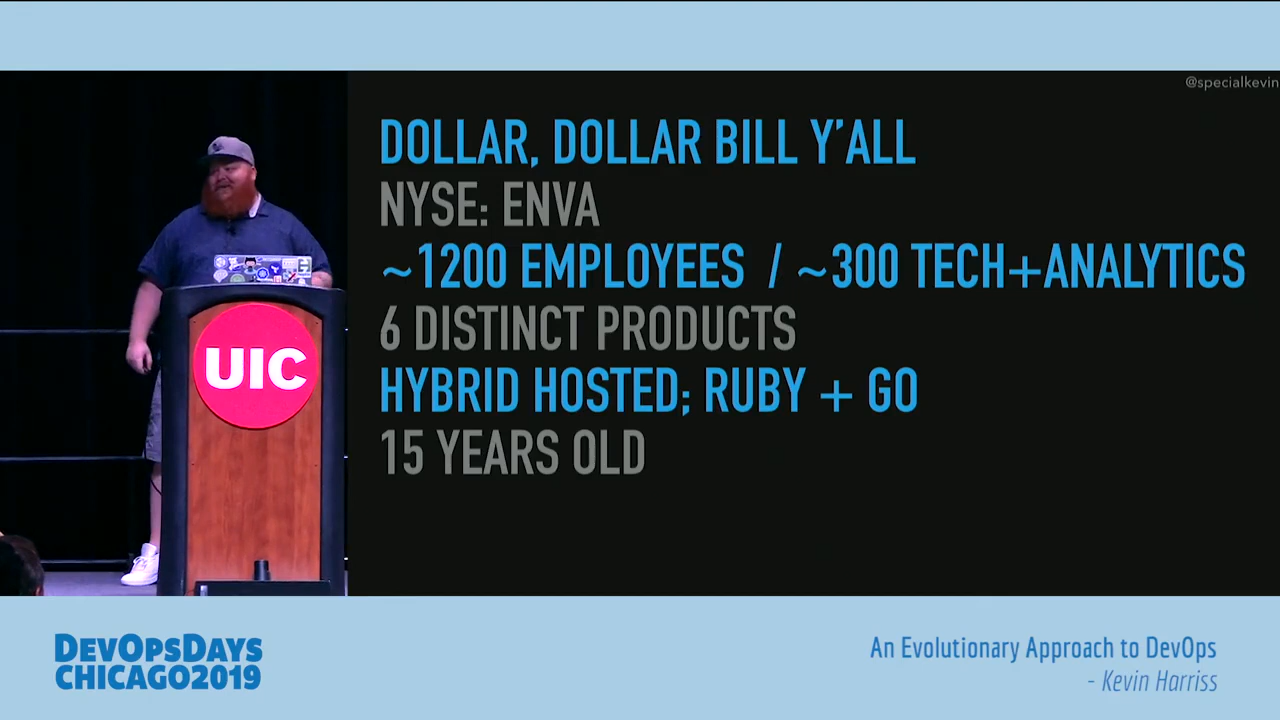 @specialkevin
DOLLAR, DOLLAR BILL Y'ALL
NYSE: ENVA
~1200 EMPLOYEES / ~300 TECH+ANALYTICS
6 DISTINCT PRODUCTS
HYBRID HOSTED; RUBY + GO
15 YEARS OLD
UIC
DEVOPSDAYS
CHICAGO2019
An Evolutionary Approach to DevOps
- Kevin Harriss